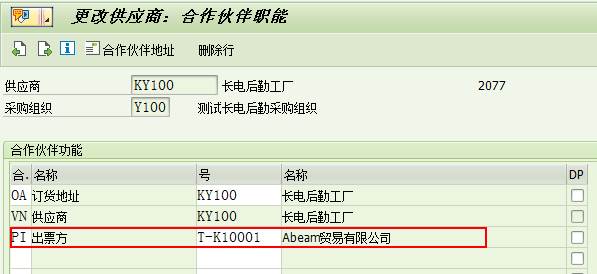 更改供应商：合作伙伴职能
合作伙伴地址 删除行
供应商 KY100 长电后勤工厂 2077
采购组织 Y100 测试长电后勤采购组织
合作伙伴功能
合. 名称 号 名称 DP
OA 订货地址 KY100 长电后勤工厂
VN 供应商 KY100 长电后勤工厂
PI 出票方 T-K10001 Abeam贸易有限公司